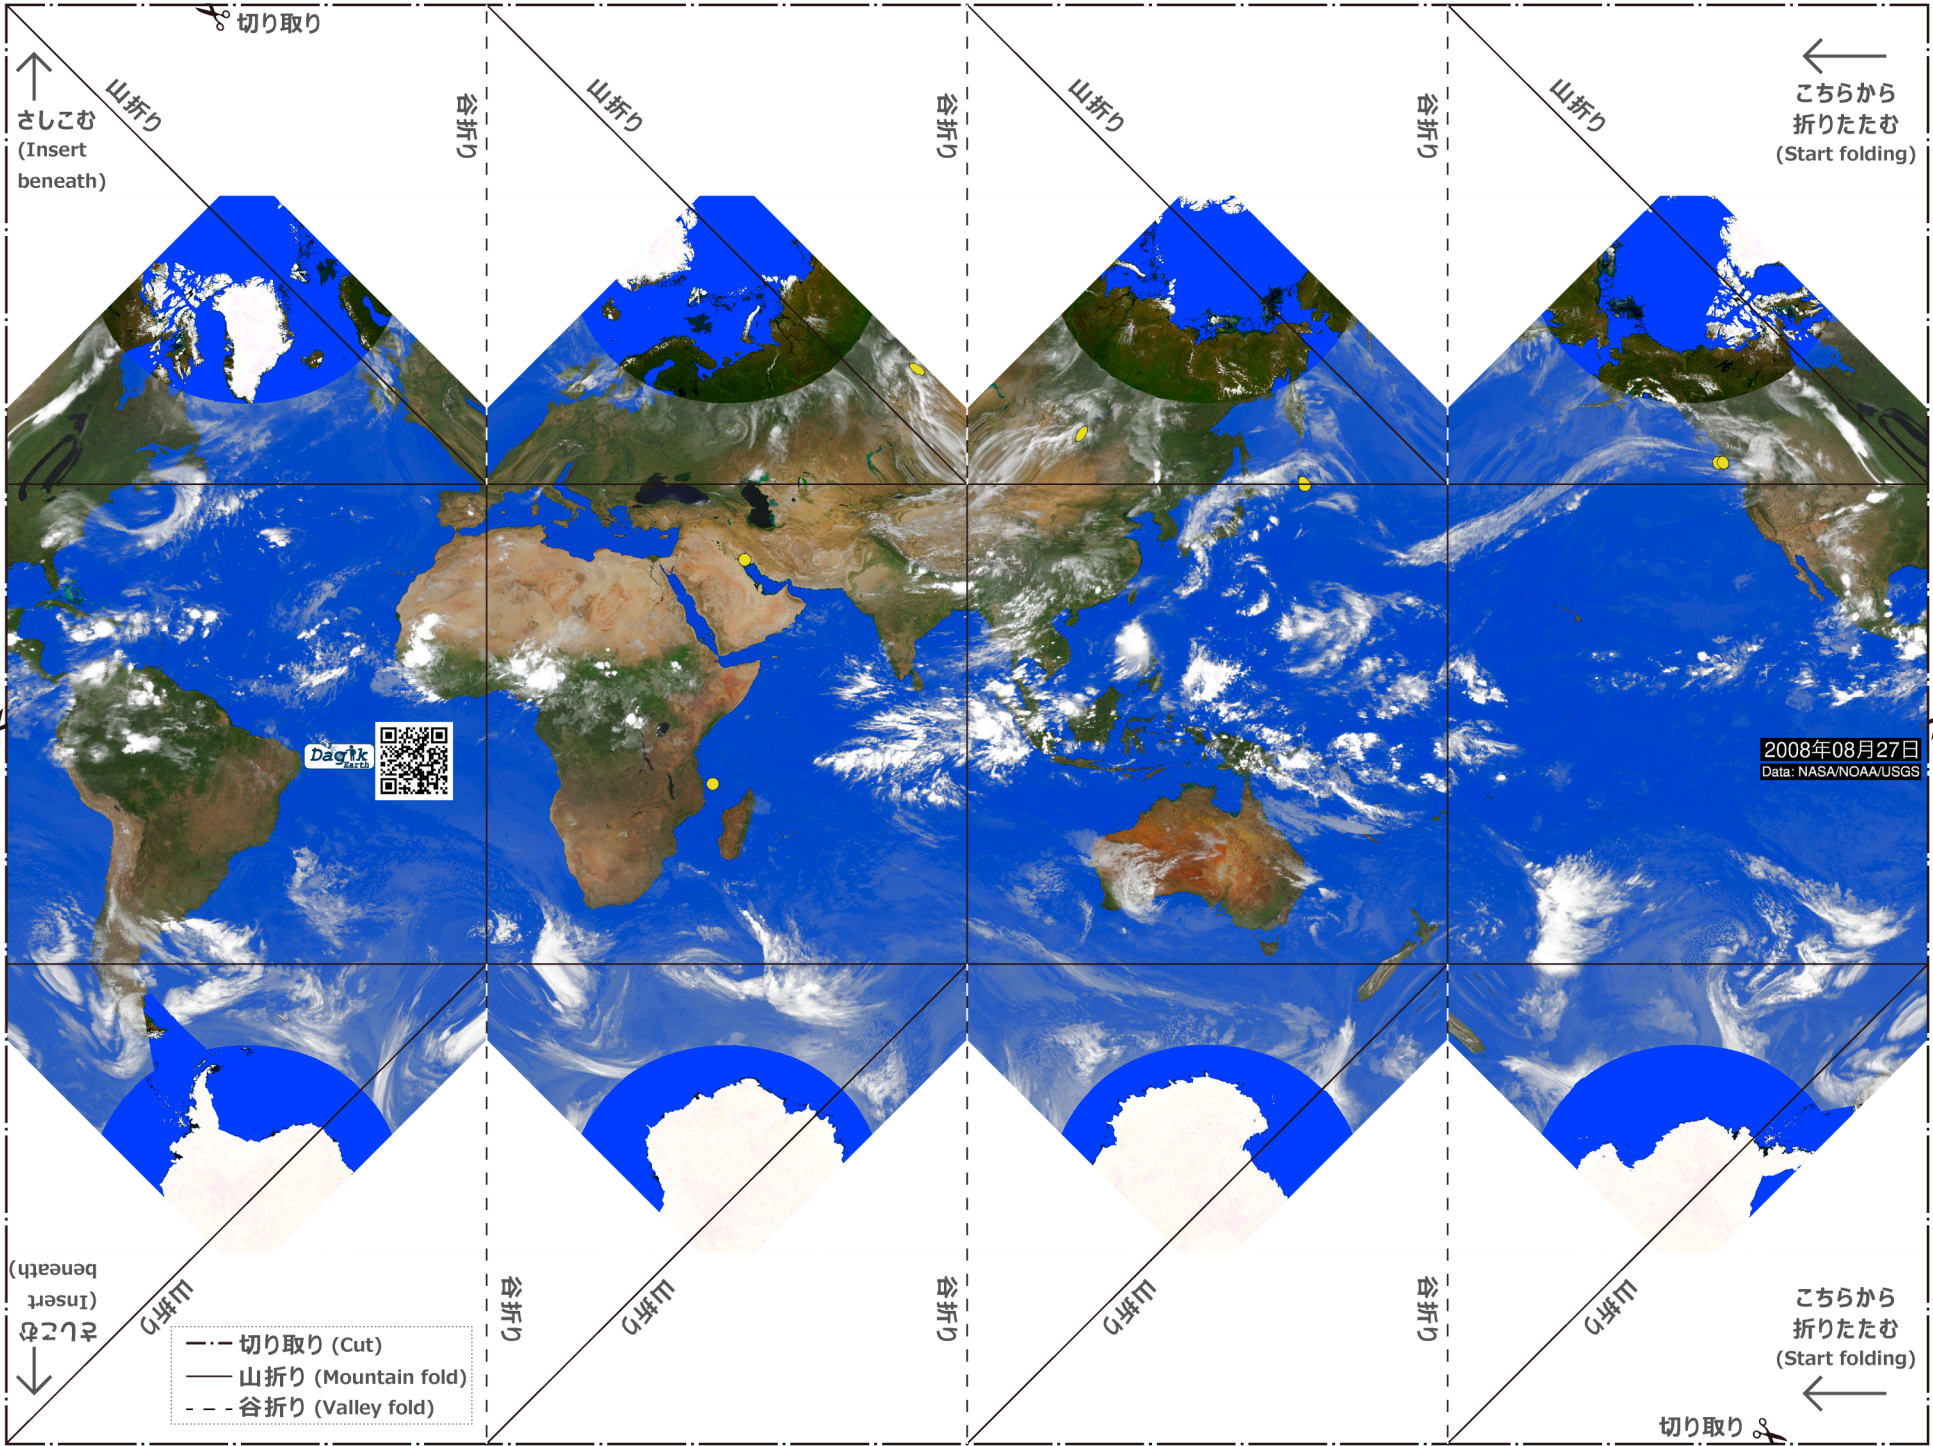 切り取り
山折り
谷折り
山折り
谷折り
山折り
谷折り
山折り
さしこむ
(Insert
beneath)
こちらから
折りたたむ
(Start folding)
Dagik
Earth
2008年08月27日
Data: NASA/NOAA/USGS
さしこむ
(Insert
beneath)
山折り
谷折り
山折り
谷折り
山折り
谷折り
山折り
切り取り (Cut)
山折り (Mountain fold)
谷折り (Valley fold)
こちらから
折りたたむ
(Start folding)
切り取り